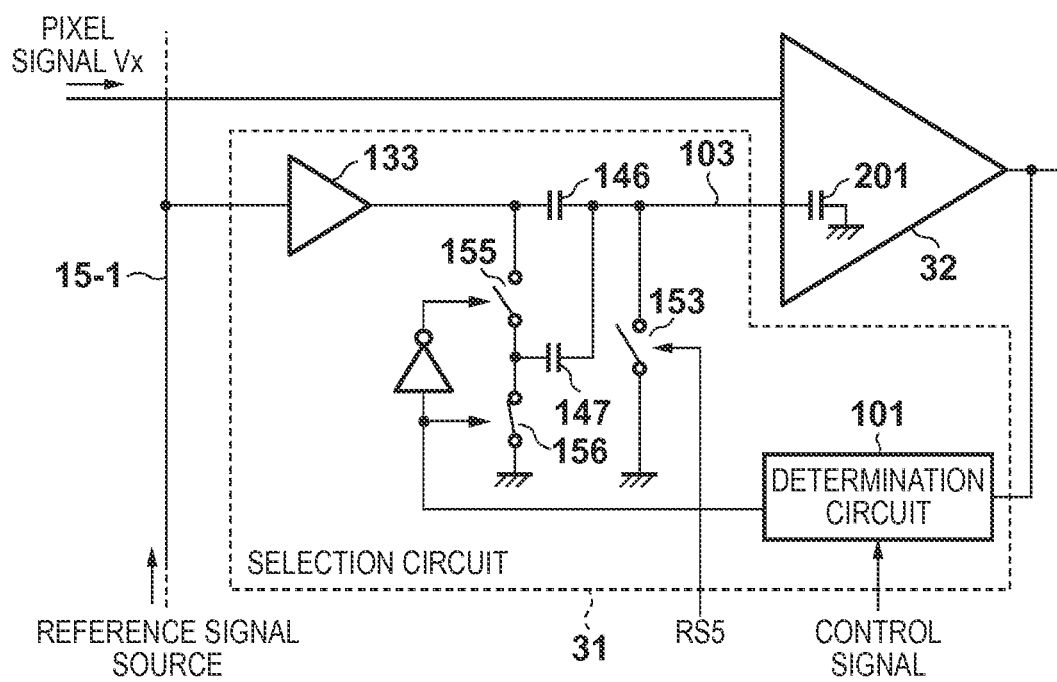 PIXEL
SIGNAL Vx
133
146
103
201
32
15-1
155
153
147
156
101
DETERMINATION
CIRCUIT
SELECTION CIRCUIT
REFERENCE SIGNAL
SOURCE
31
RS5
CONTROL
SIGNAL